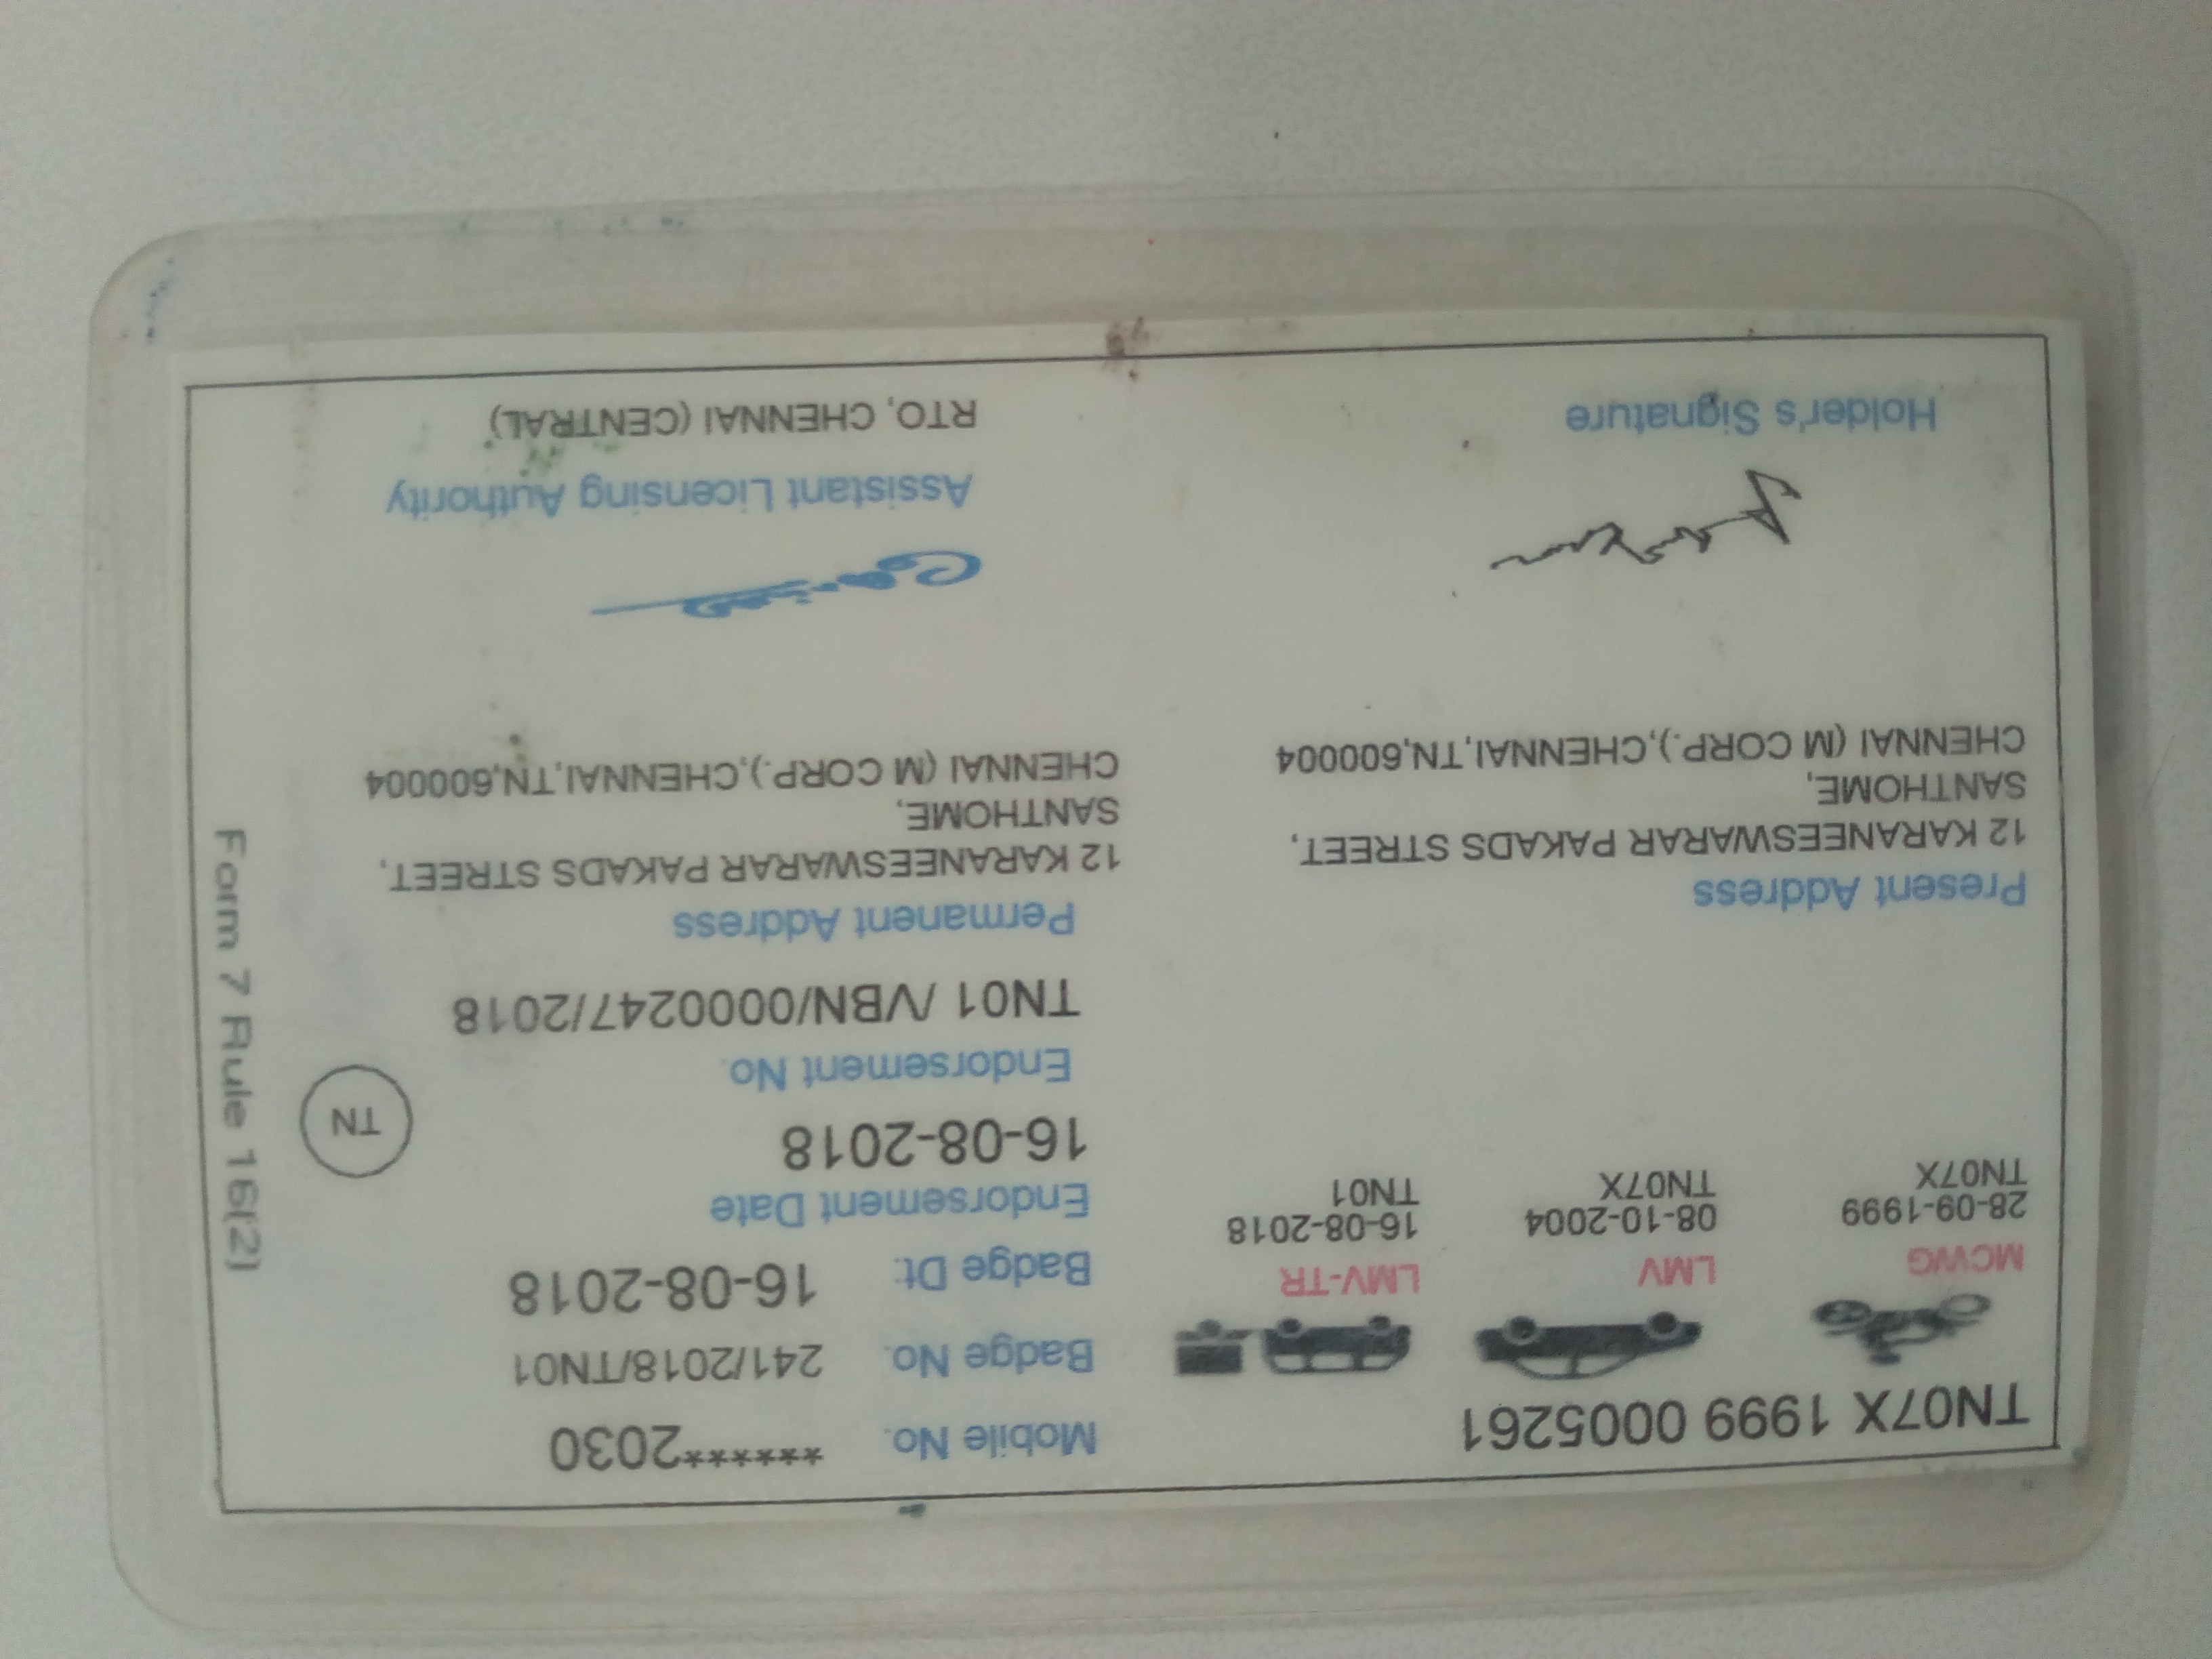 TN07X 1999 0005261
MCWG
28-09-1999
TN07X
LMV
08-10-2004
TN07X
LMV-TR
16-08-2018
TN01
Present Address
12 KARANEESWARAR PAKADS STREET,
SANTHOME,
CHENNAI (M CORP.),CHENNAI,TN,600004
Holder's Signature
Mobile No. ******2030
Badge No. 241/2018/TN01
Badge Dt. 16-08-2018
Endorsement Date
16-08-2018
Endorsement No.
TN01 /VBN/0000247/2018
Permanent Address
12 KARANEESWARAR PAKADS STREET,
SANTHOME,
CHENNAI (M CORP.),CHENNAI,TN,600004
Assistant Licensing Authority
RTO, CHENNAI (CENTRAL)
TN
Form 7 Rule 16(2)